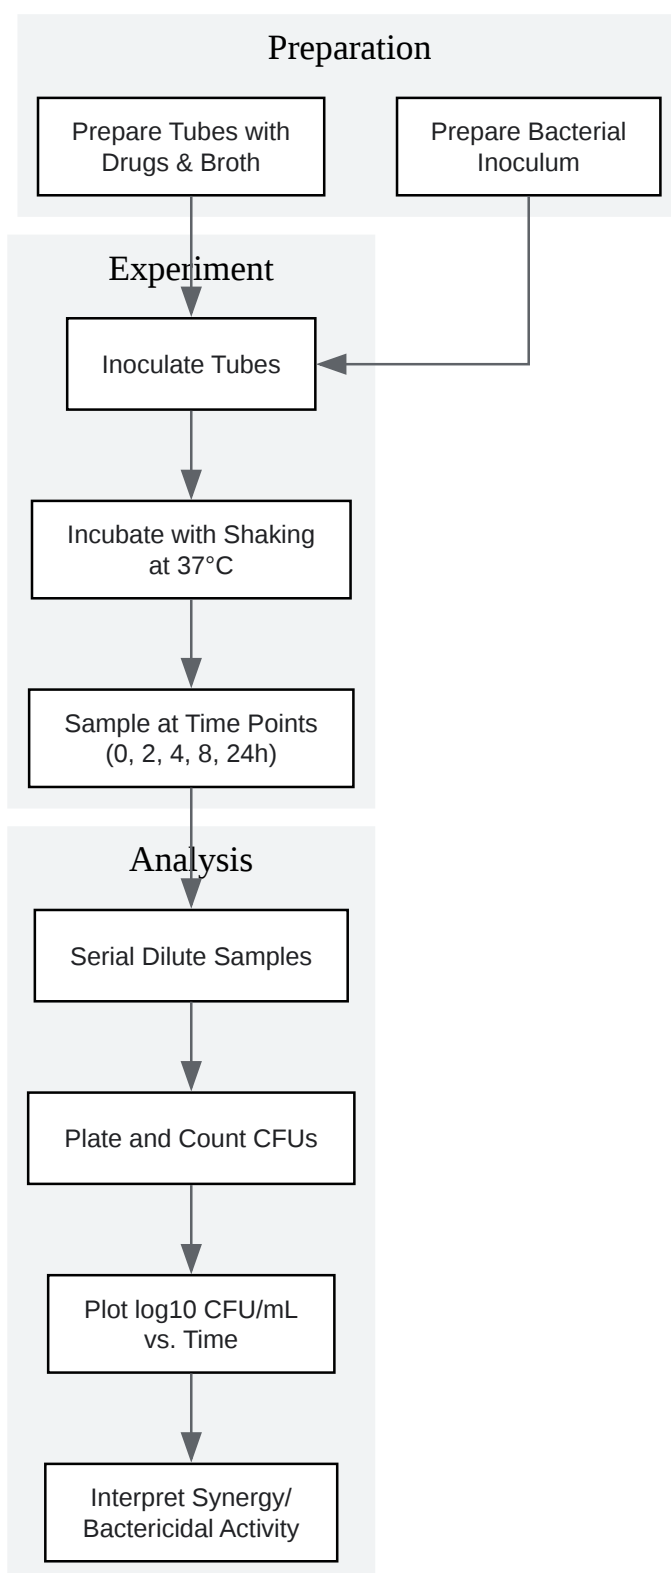 Preparation
Prepare Tubes with
Drugs & Broth
Prepare Bacterial
Inoculum
Experiment
Inoculate Tubes
Incubate with Shaking
at 37°C
Sample at Time Points
(0, 2, 4, 8, 24h)
Analysis
Serial Dilute Samples
Plate and Count CFUs
Plot log10 CFU/mL
vs. Time
Interpret Synergy/
Bactericidal Activity